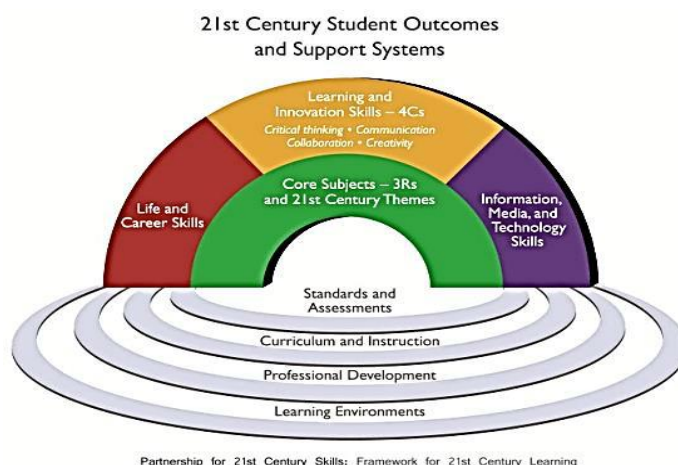 21st Century Student Outcomes
and Support Systems
Learning and
Innovation Skills – 4Cs
Critical thinking • Communication
Collaboration • Creativity
Core Subjects – 3Rs
and 21st Century Themes
Life and
Career Skills
Information,
Media, and
Technology
Skills
Standards and
Assessments
Curriculum and Instruction
Professional Development
Learning Environments
Partnership for 21st Century Skills: Framework for 21st Century Learning